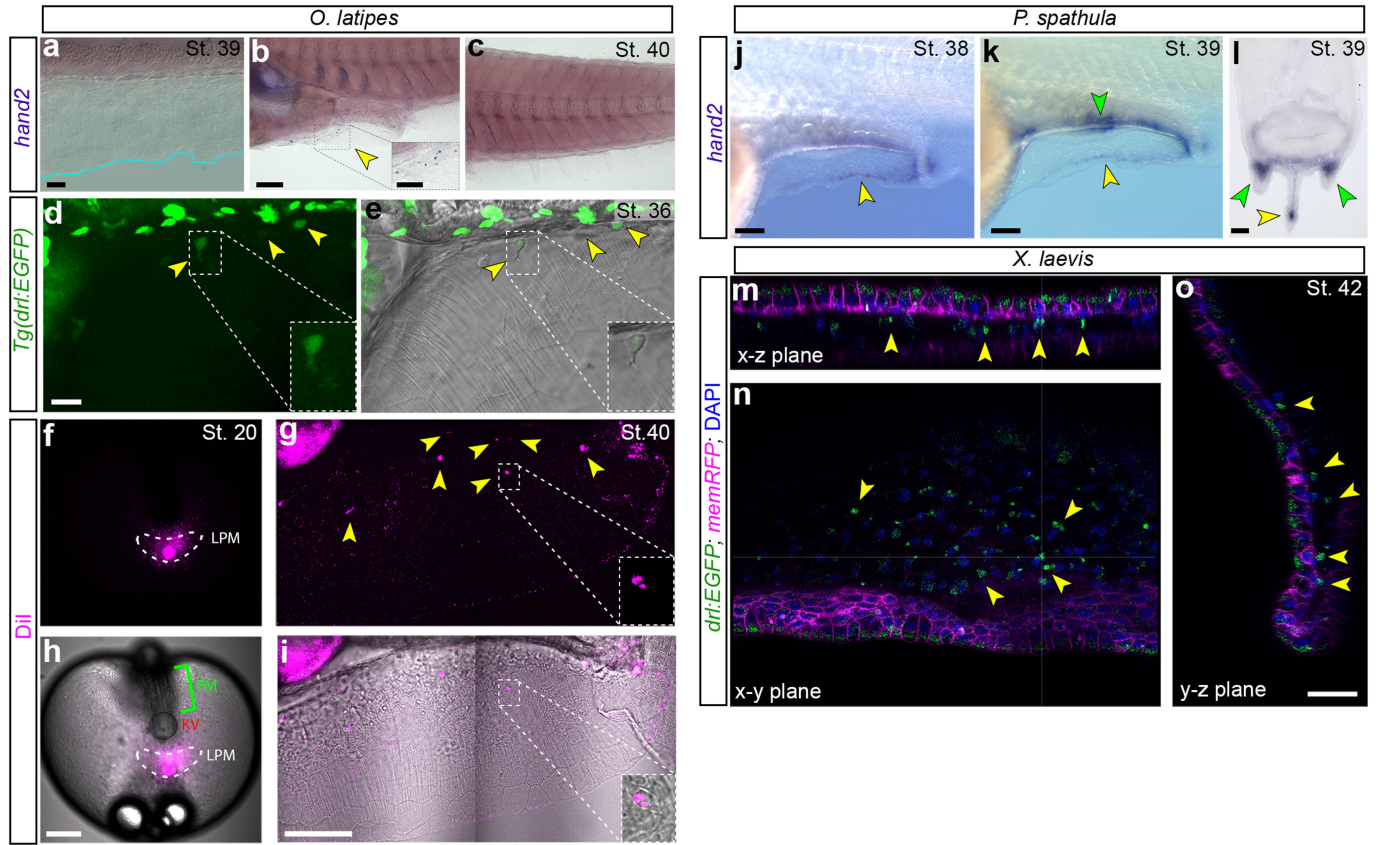 O. latipes
hand2
a
St. 39
b
c
St. 40
Tg(drl:EGFP)
d
e
St. 36
DiI
f
St. 20
LPM
g
St.40
h
PM
KV
LPM
i
P. spathula
hand2
j
St. 38
k
St. 39
l
St. 39
X. laevis
drl:EGFP; memRFP; DAPI
m
x-z plane
n
x-y plane
o
St. 42
y-z plane